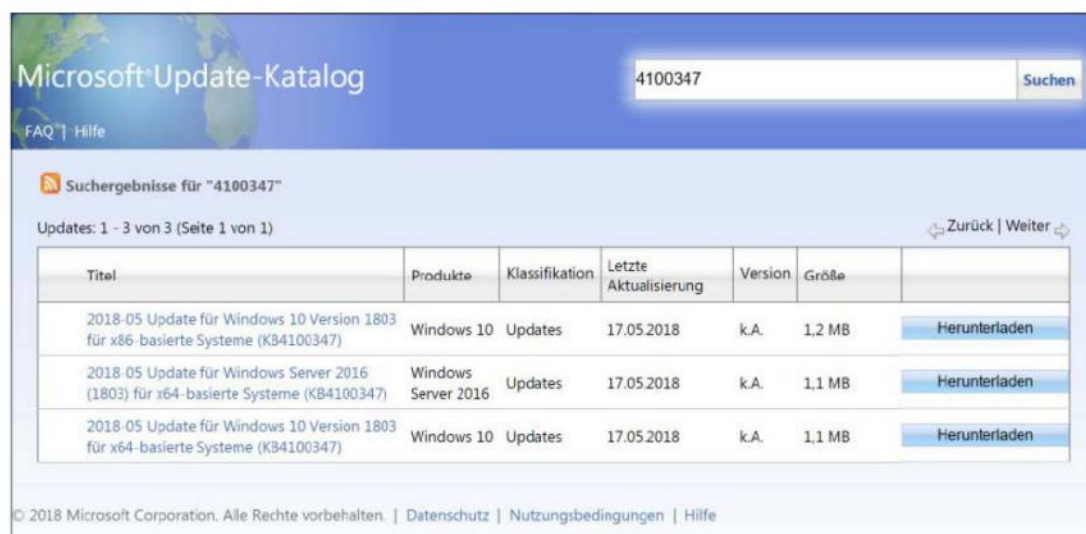 Microsoft® Update-Katalog
4100347
Suchen
FAQ | Hilfe
Suchergebnisse für "4100347"
Updates: 1 - 3 von 3 (Seite 1 von 1)
Zurück | Weiter
Titel Produkte Klassifikation Letzte Aktualisierung Version Größe
2018-05 Update für Windows 10 Version 1803
für x86-basierte Systeme (KB4100347)
Windows 10 Updates 17.05.2018 k.A. 1,2 MB Herunterladen
2018-05 Update für Windows Server 2016
(1803) für x64-basierte Systeme (KB4100347)
Windows
Server 2016
Updates 17.05.2018 k.A. 1,1 MB Herunterladen
2018-05 Update für Windows 10 Version 1803
für x64-basierte Systeme (KB4100347)
Windows 10 Updates 17.05.2018 k.A. 1,1 MB Herunterladen
© 2018 Microsoft Corporation. Alle Rechte vorbehalten. | Datenschutz | Nutzungsbedingungen | Hilfe